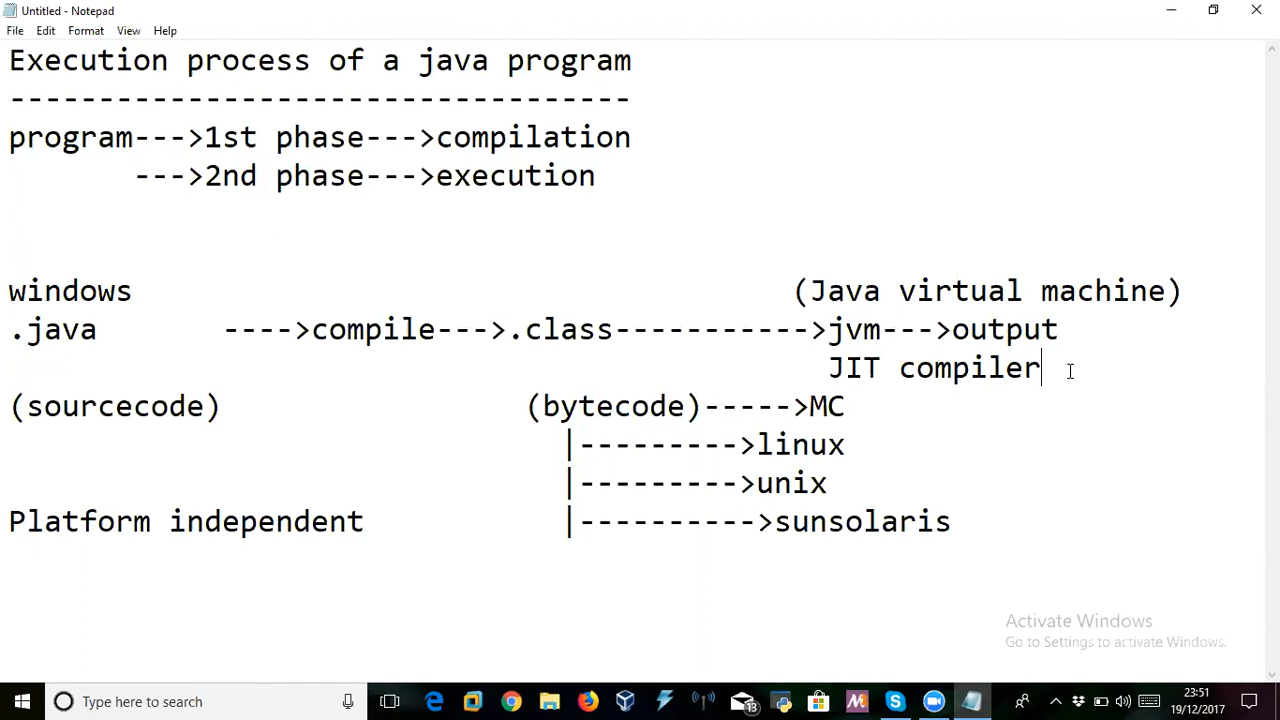 Untitled - Notepad
File Edit Format View Help
Execution process of a java program
-----------------------------------
program--->1st phase--->compilation
--->2nd phase--->execution
windows (Java virtual machine)
.java ---->compile--->.class----------->jvm--->output
JIT compiler
(sourcecode) (bytecode)----->MC
|--------->linux
|--------->unix
Platform independent |---------->sunsolaris
Activate Windows
Go to Settings to activate Windows.
Type here to search
13
23:51
19/12/2017